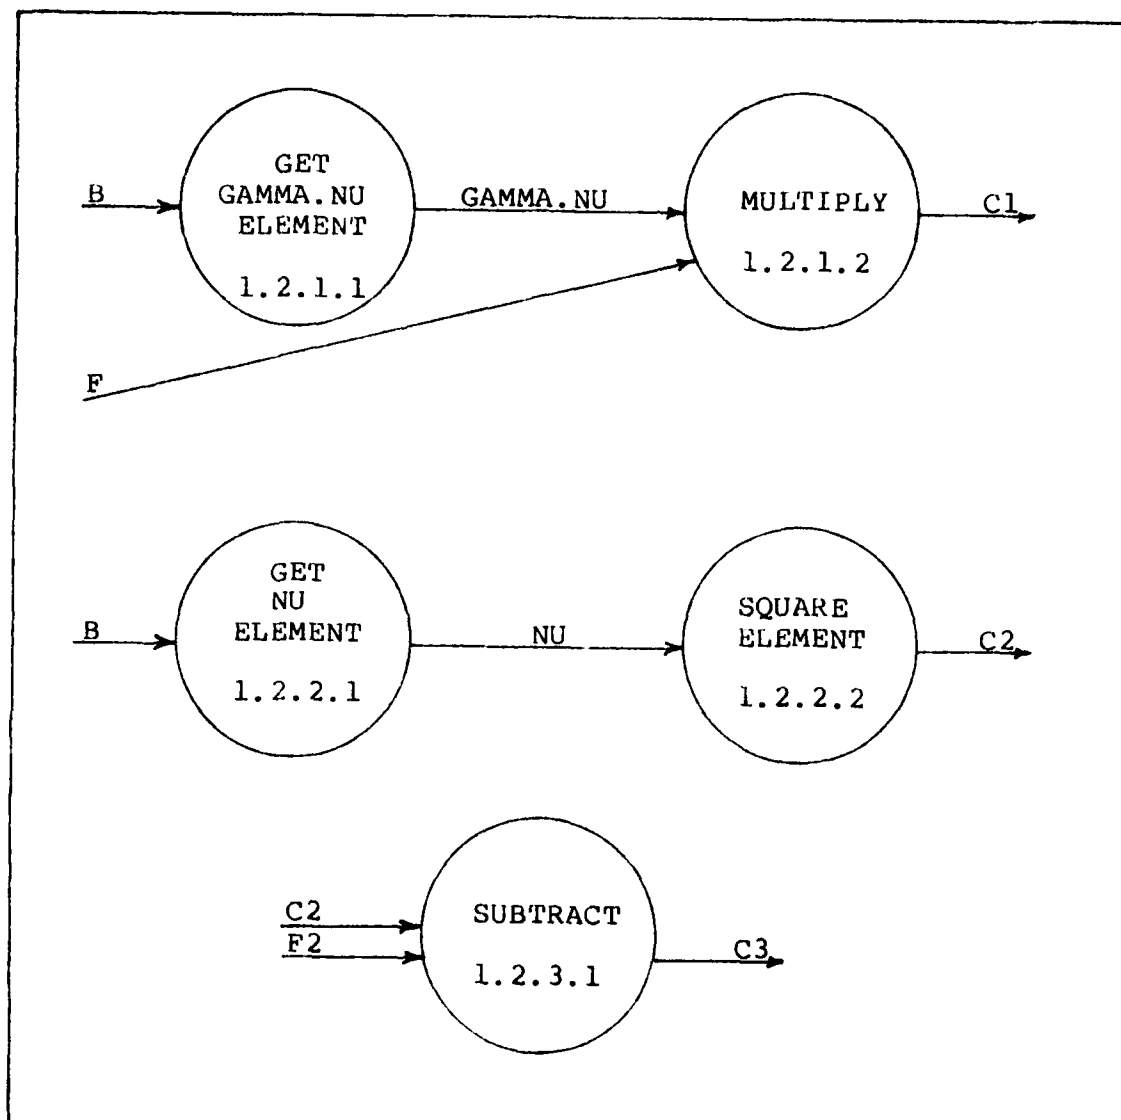 B
GET
GAMMA.NU
ELEMENT
1.2.1.1
GAMMA.NU
MULTIPLY
1.2.1.2
C1
F
B
GET
NU
ELEMENT
1.2.2.1
NU
SQUARE
ELEMENT
1.2.2.2
C2
C2
F2
SUBTRACT
1.2.3.1
C3